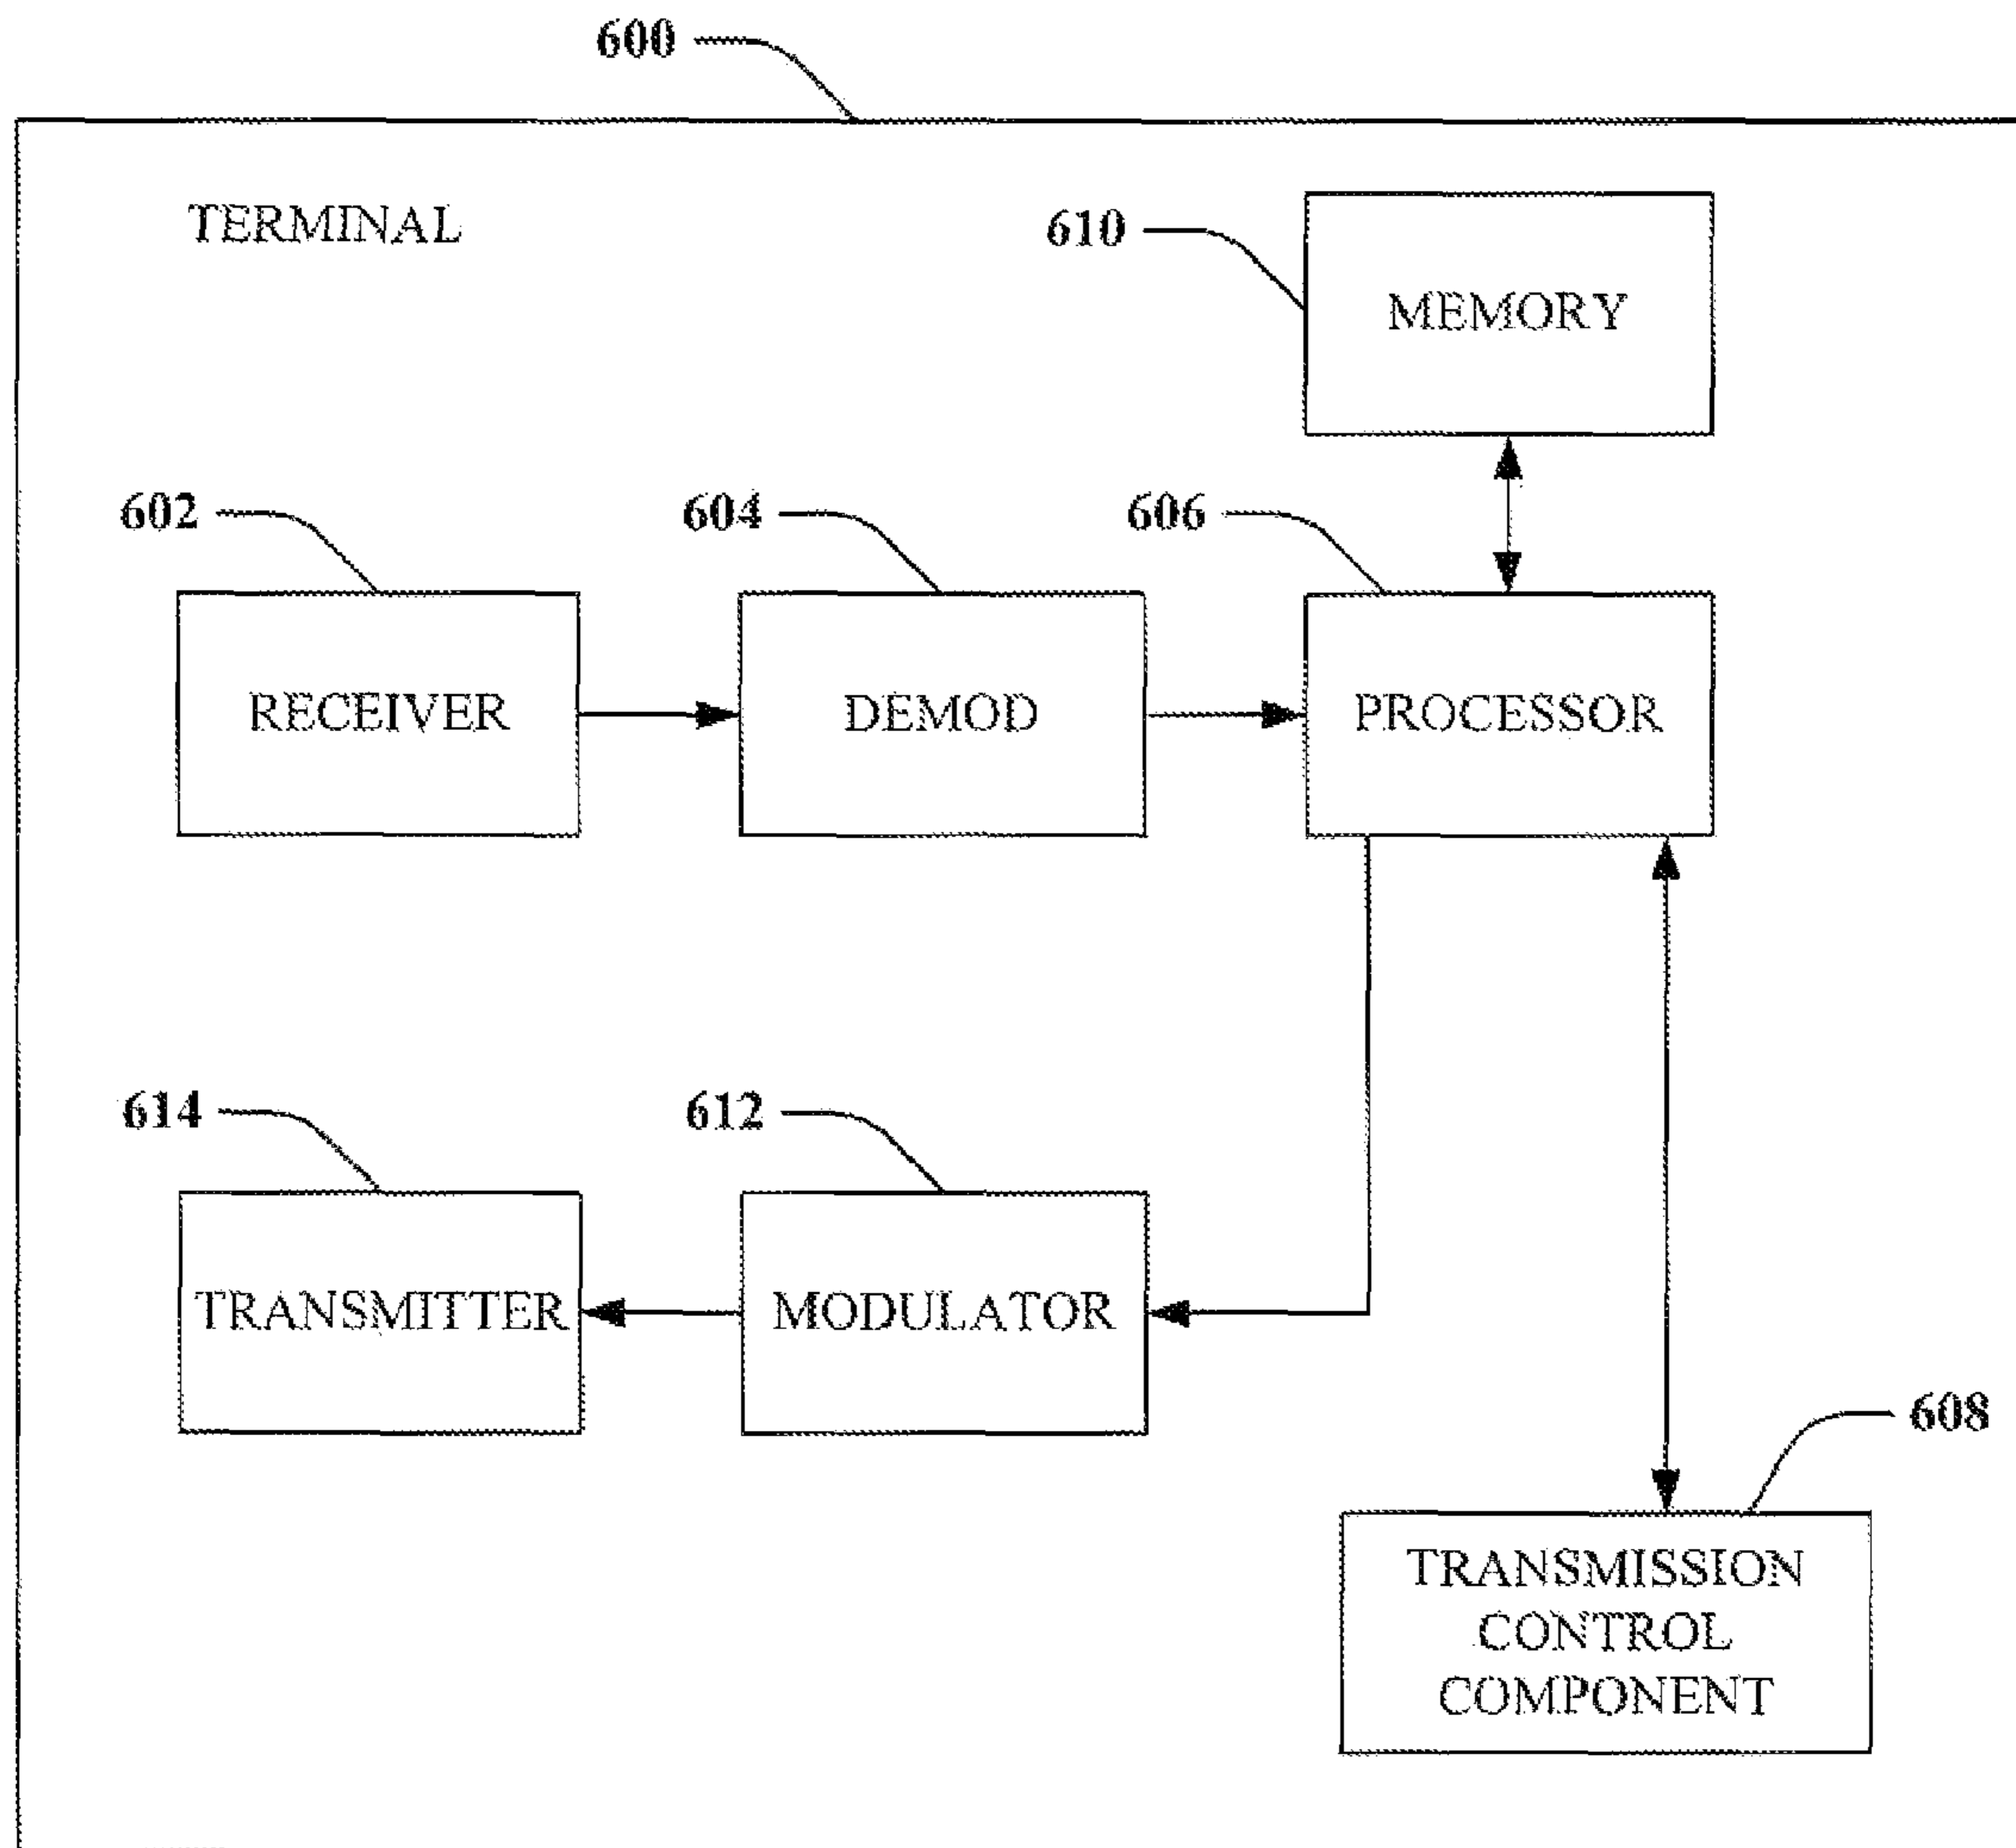 600
TERMINAL
610
MEMORY
602
604
606
RECEIVER
DEMOD
PROCESSOR
614
612
TRANSMITTER
MODULATOR
608
TRANSMISSION
CONTROL
COMPONENT